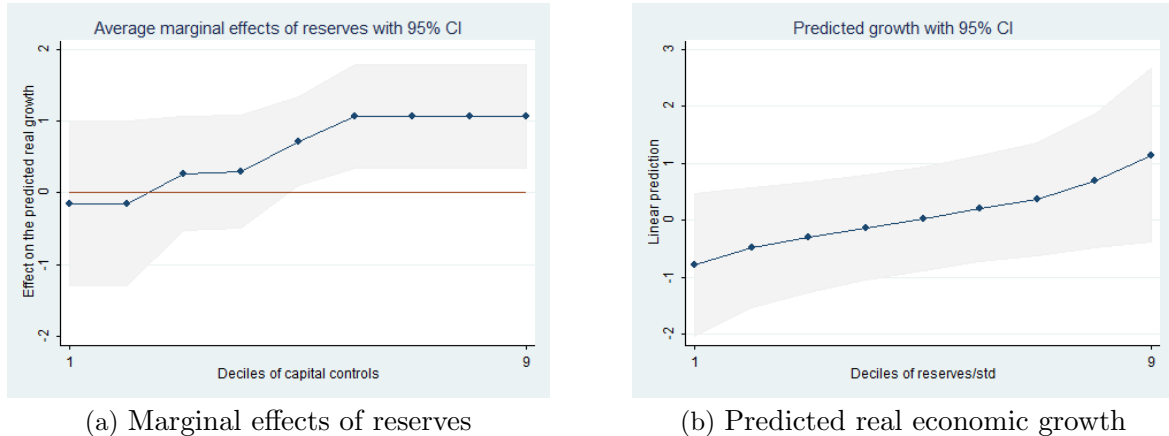 Average marginal effects of reserves with 95% CI
Effect on the predicted real growth
2
1
0
-1
-2
1
9
Deciles of capital controls
(a) Marginal effects of reserves
Predicted growth with 95% CI
Linear prediction
3
2
1
0
-1
-2
1
9
Deciles of reserves/std
(b) Predicted real economic growth